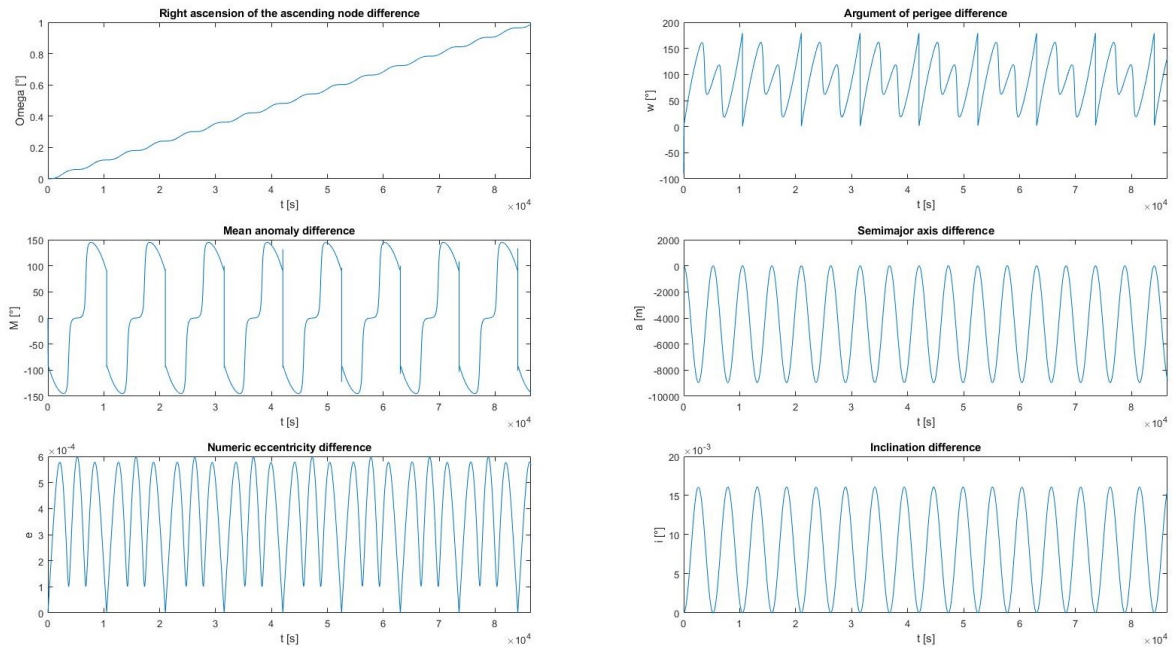 Right ascension of the ascending node difference
1
0.8
0.6
0.4
0.2
0
Omega [°]
0 1 2 3 4 5 6 7 8
t [s]
×10⁴
Argument of perigee difference
200
150
100
50
0
-50
-100
w [°]
0 1 2 3 4 5 6 7 8
t [s]
×10⁴
Mean anomaly difference
150
100
50
0
-50
-100
-150
M [°]
0 1 2 3 4 5 6 7 8
t [s]
×10⁴
Semimajor axis difference
2000
0
-2000
-4000
-6000
-8000
-10000
a [m]
0 1 2 3 4 5 6 7 8
t [s]
×10⁴
Numeric eccentricity difference
×10⁻⁴
6
5
4
3
2
1
0
e
0 1 2 3 4 5 6 7 8
t [s]
×10⁴
Inclination difference
×10⁻³
20
15
10
5
0
i [°]
0 1 2 3 4 5 6 7 8
t [s]
×10⁴